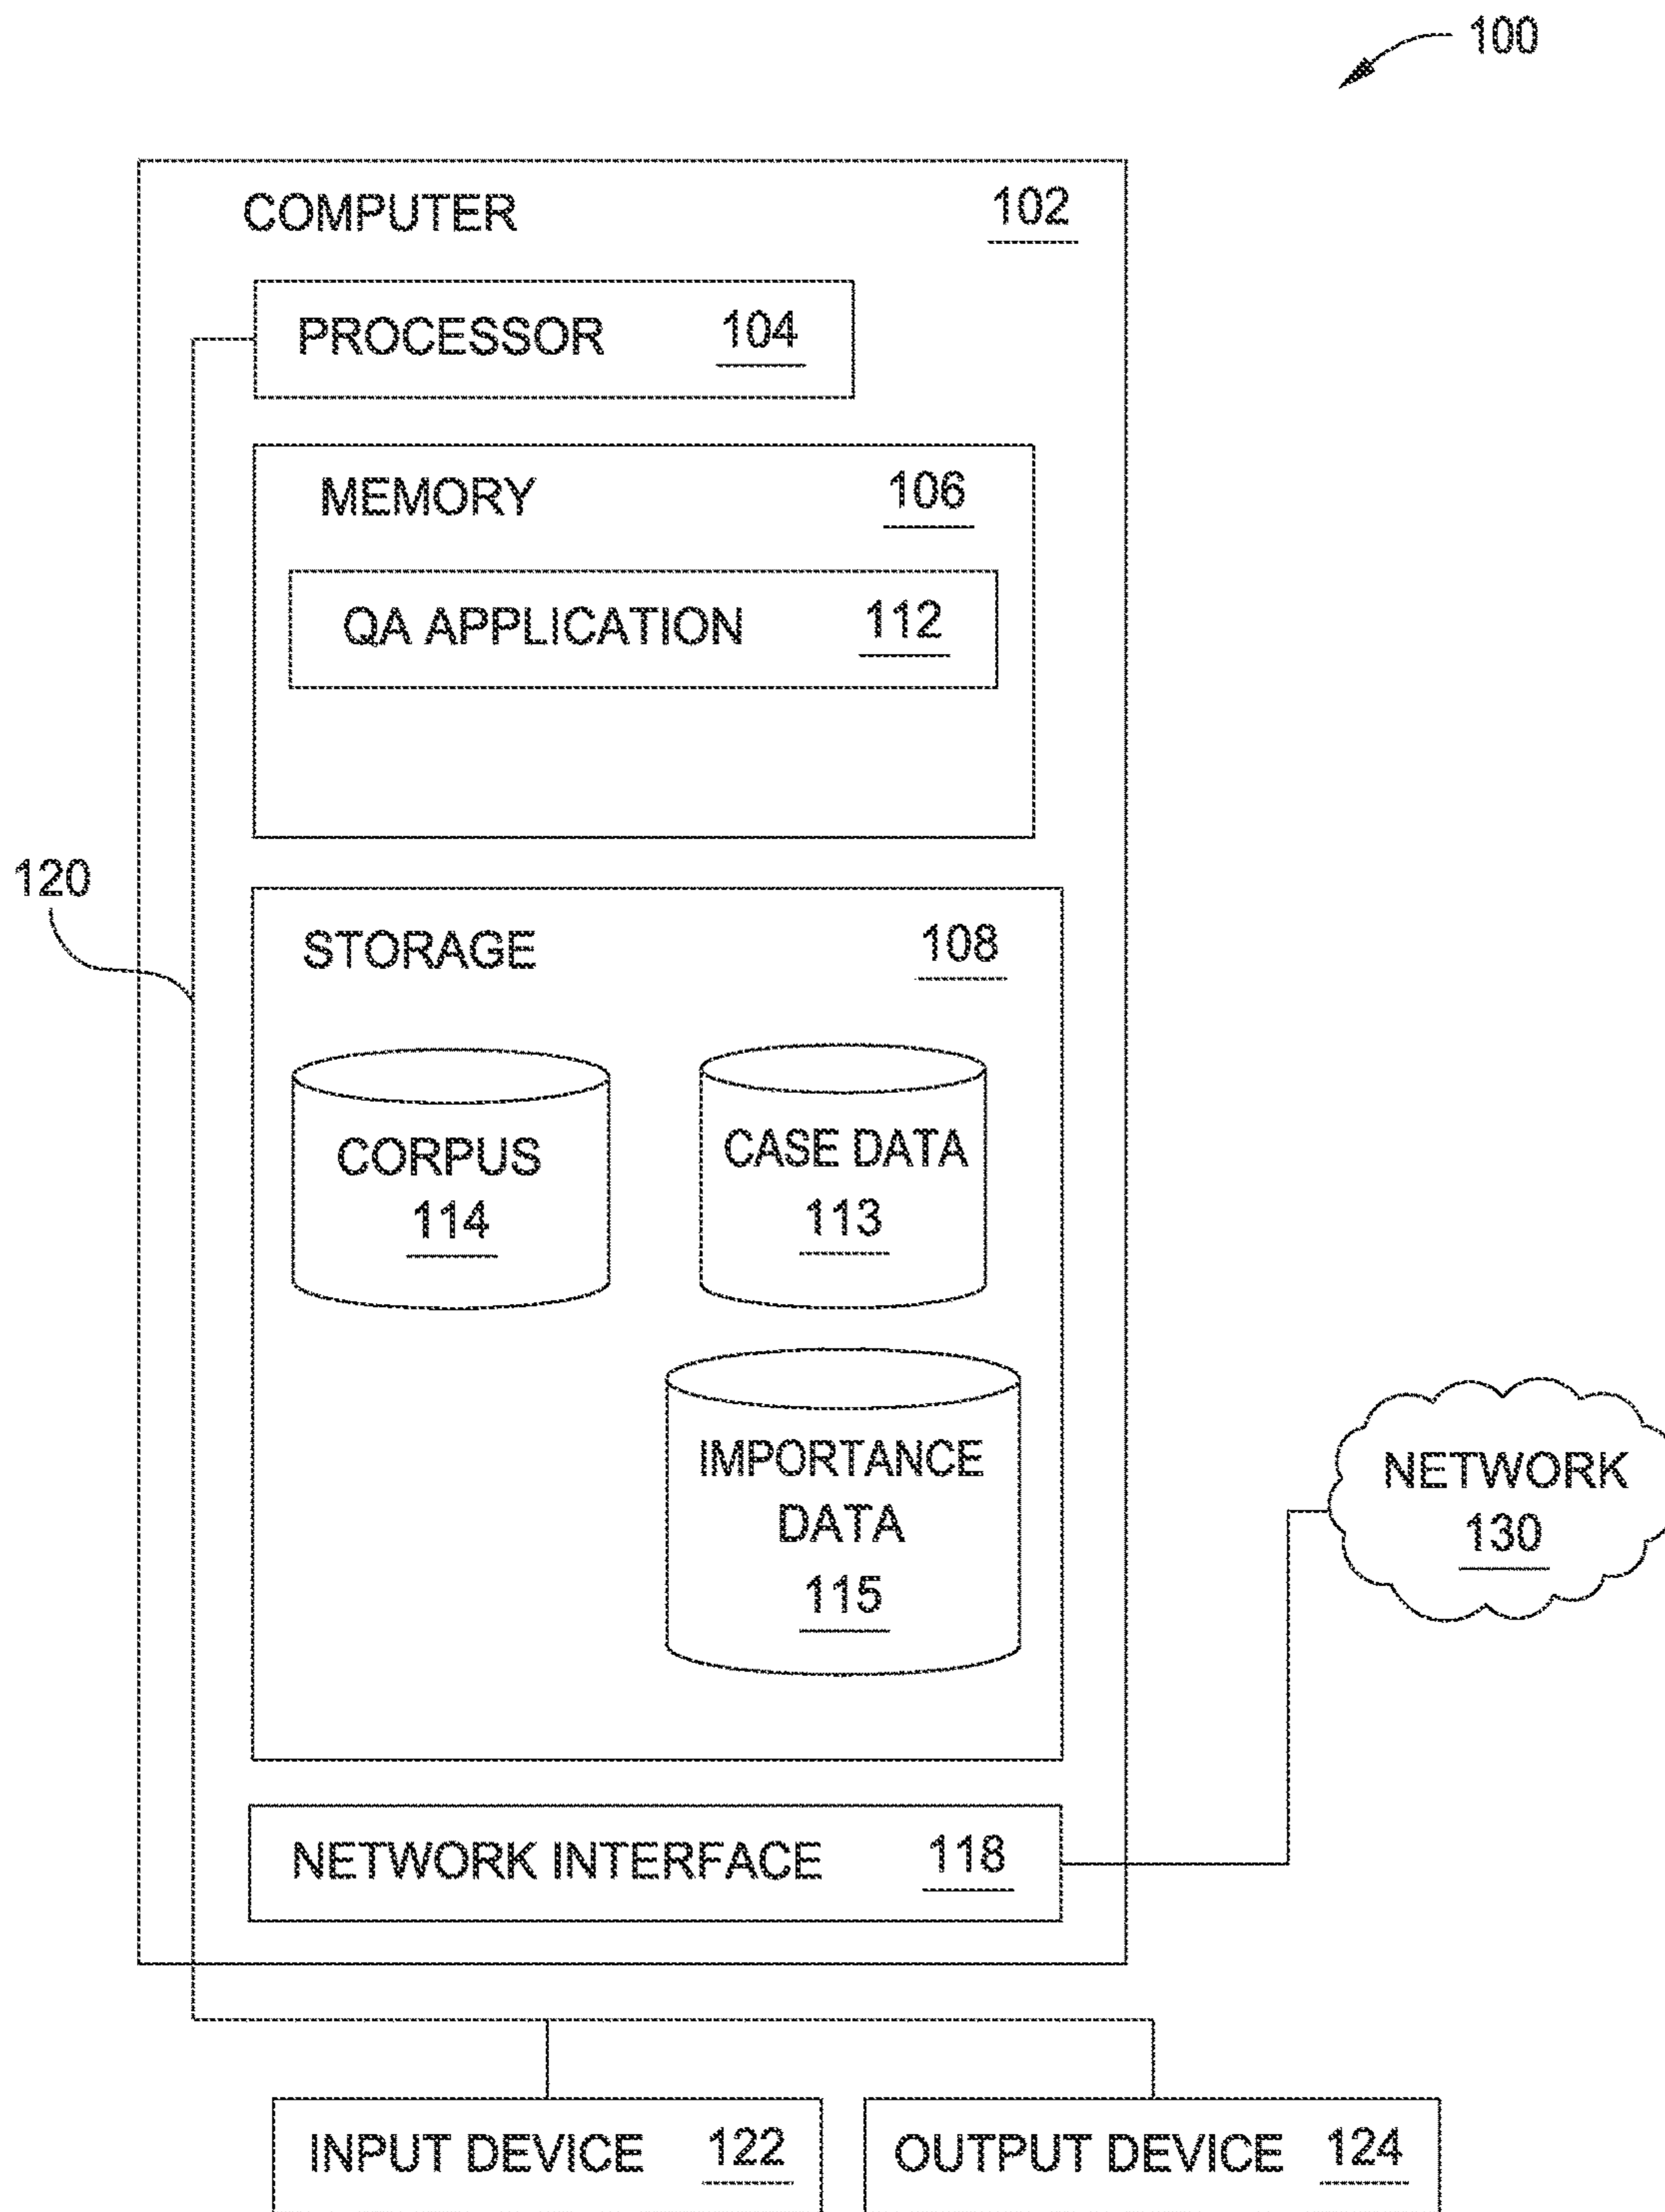 100
COMPUTER 102
PROCESSOR 104
MEMORY 106
QA APPLICATION 112
120
STORAGE 108
CORPUS
114
CASE DATA
113
IMPORTANCE
DATA
115
NETWORK
130
NETWORK INTERFACE 118
INPUT DEVICE 122
OUTPUT DEVICE 124